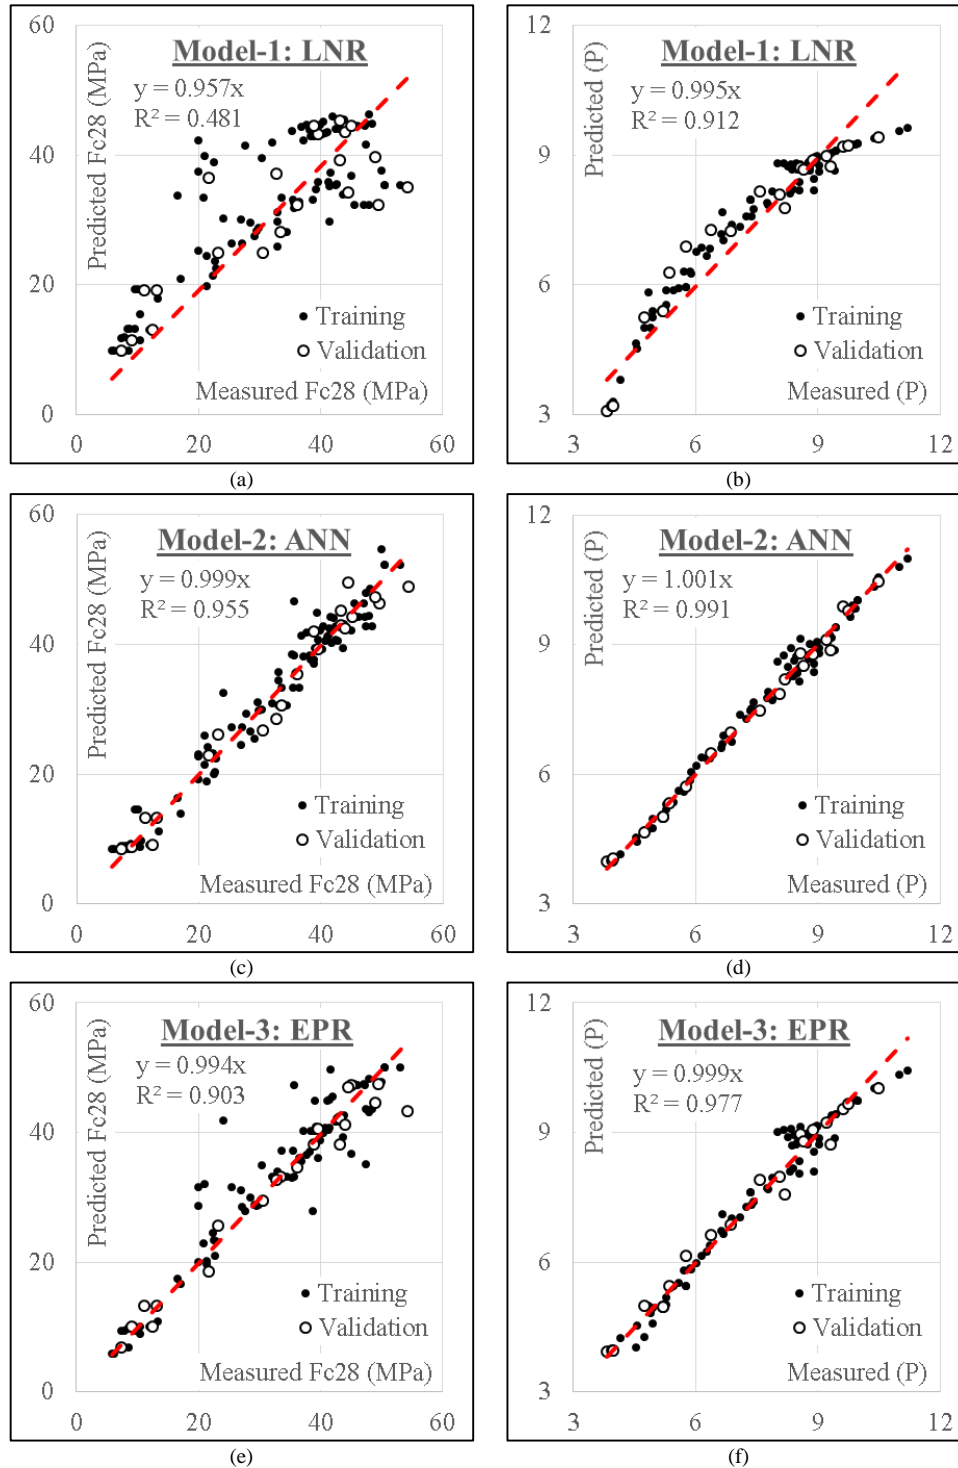 60
Model-1: LNR
y = 0.957x
R² = 0.481
Predicted Fc28 (MPa)
40
20
Training
Validation
Measured Fc28 (MPa)
0
0 20 40 60
(a)
12
Model-1: LNR
y = 0.995x
R² = 0.912
Predicted (P)
9
6
Training
Validation
Measured (P)
3
3 6 9 12
(b)
60
Model-2: ANN
y = 0.999x
R² = 0.955
Predicted Fc28 (MPa)
40
20
Training
Validation
Measured Fc28 (MPa)
0
0 20 40 60
(c)
12
Model-2: ANN
y = 1.001x
R² = 0.991
Predicted (P)
9
6
Training
Validation
Measured (P)
3
3 6 9 12
(d)
60
Model-3: EPR
y = 0.994x
R² = 0.903
Predicted Fc28 (MPa)
40
20
Training
Validation
Measured Fc28 (MPa)
0
0 20 40 60
(e)
12
Model-3: EPR
y = 0.999x
R² = 0.977
Predicted (P)
9
6
Training
Validation
Measured (P)
3
3 6 9 12
(f)